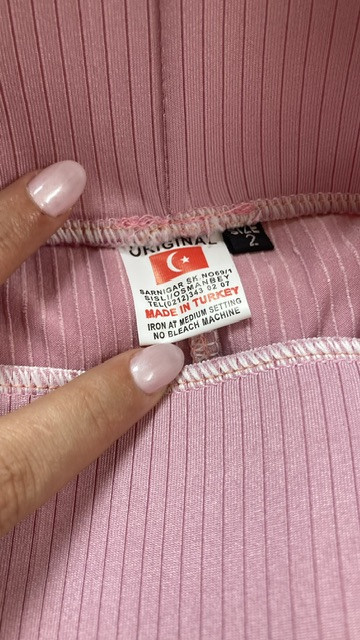 ORIGINAL
SARNIGAR SK NO69/1
SISLI/OSMANBEY
TEL(0212)343 02 07
MADE IN TURKEY
IRON AT MEDIUM SETTING
NO BLEACH MACHINE
SIZE
2